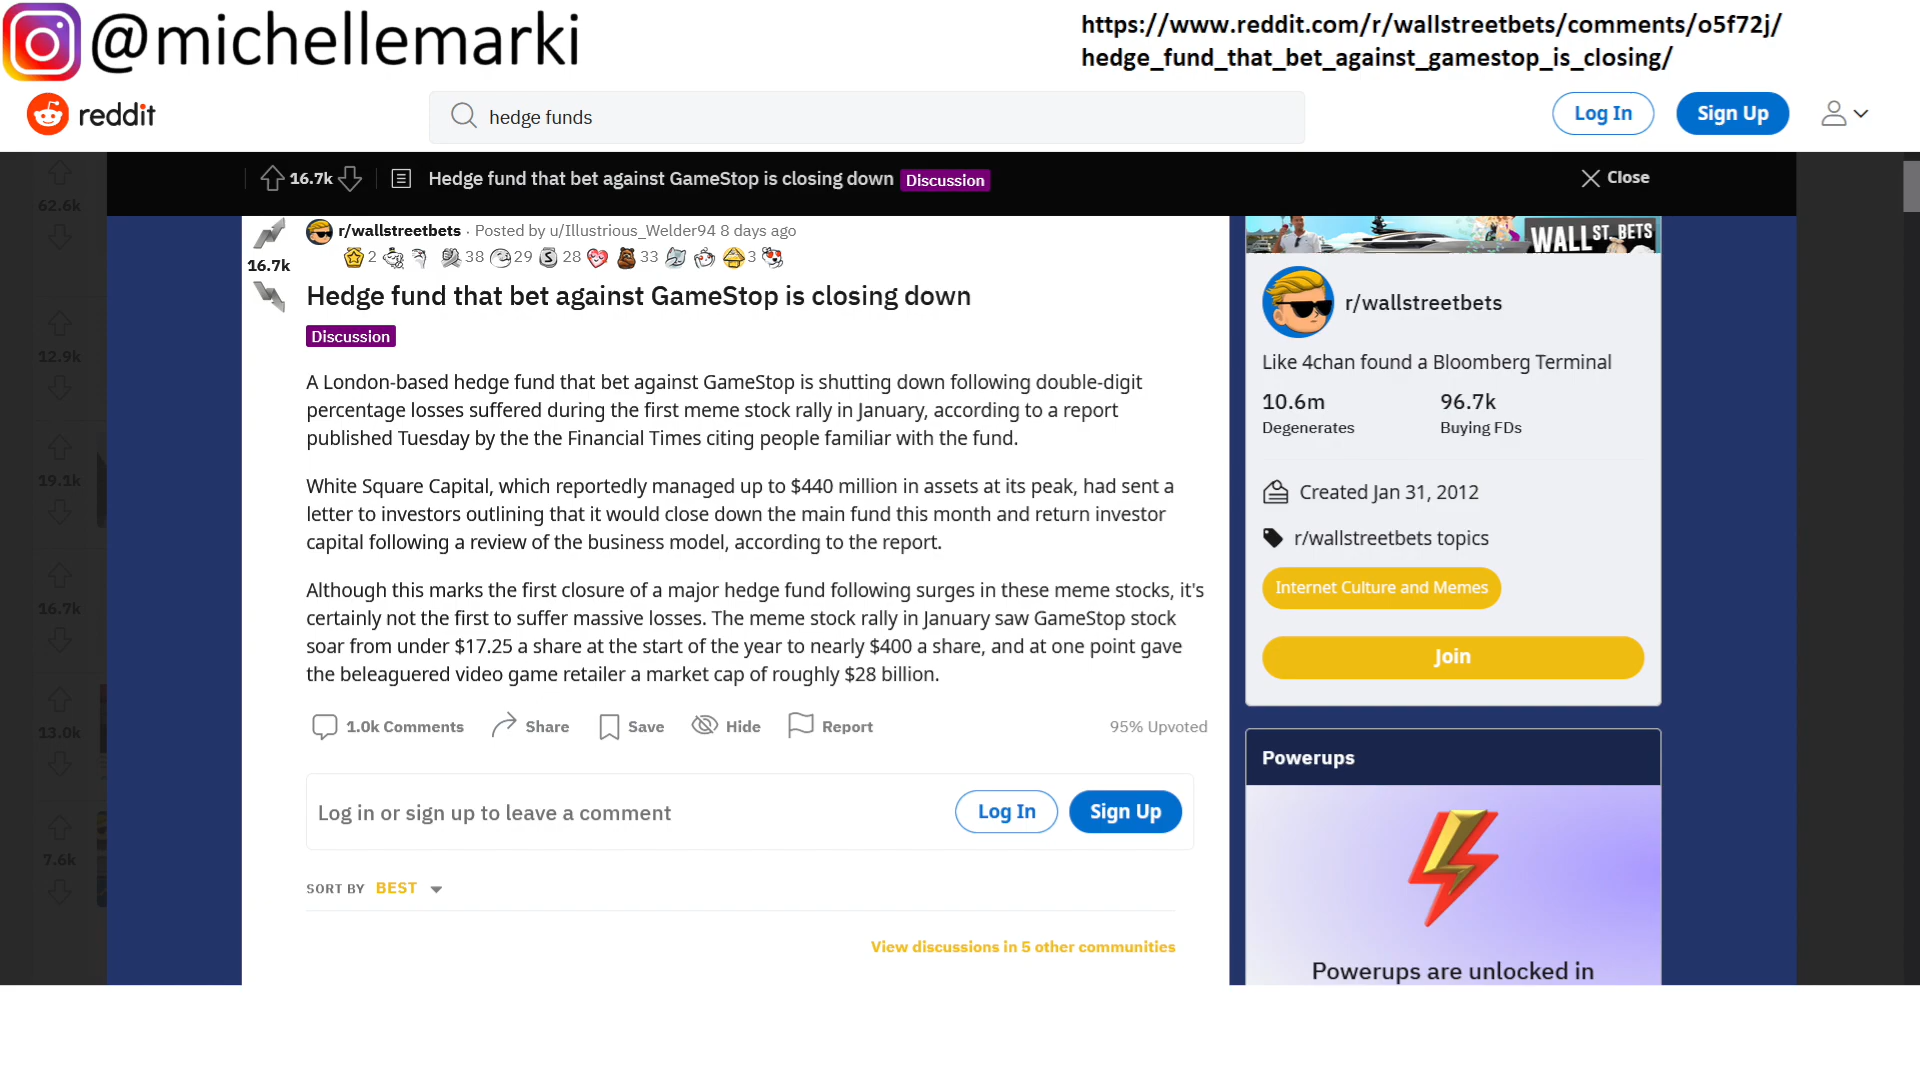 @michellemarki
https://www.reddit.com/r/wallstreetbets/comments/o5f72j/
hedge_fund_that_bet_against_gamestop_is_closing/
reddit
hedge funds
Log In
Sign Up
16.7k
Hedge fund that bet against GameStop is closing down
Discussion
Close
62.6k
12.9k
19.1k
16.7k
13.0k
7.6k
16.7k
r/wallstreetbets · Posted by u/Illustrious_Welder94 8 days ago
2 38 29 28 33 3
Hedge fund that bet against GameStop is closing down
Discussion
A London-based hedge fund that bet against GameStop is shutting down following double-digit
percentage losses suffered during the first meme stock rally in January, according to a report
published Tuesday by the the Financial Times citing people familiar with the fund.
White Square Capital, which reportedly managed up to $440 million in assets at its peak, had sent a
letter to investors outlining that it would close down the main fund this month and return investor
capital following a review of the business model, according to the report.
Although this marks the first closure of a major hedge fund following surges in these meme stocks, it's
certainly not the first to suffer massive losses. The meme stock rally in January saw GameStop stock
soar from under $17.25 a share at the start of the year to nearly $400 a share, and at one point gave
the beleaguered video game retailer a market cap of roughly $28 billion.
1.0k Comments
Share
Save
Hide
Report
95% Upvoted
Log in or sign up to leave a comment
Log In
Sign Up
SORT BY BEST
View discussions in 5 other communities
WALL ST. BETS
r/wallstreetbets
Like 4chan found a Bloomberg Terminal
10.6m
Degenerates
96.7k
Buying FDs
Created Jan 31, 2012
r/wallstreetbets topics
Internet Culture and Memes
Join
Powerups
Powerups are unlocked in